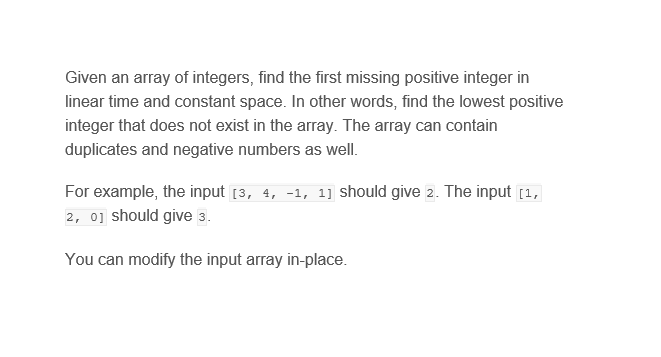 Given an array of integers, find the first missing positive integer in
linear time and constant space. In other words, find the lowest positive
integer that does not exist in the array. The array can contain
duplicates and negative numbers as well.
For example, the input [3, 4, -1, 1] should give 2. The input [1,
2, 0] should give 3.
You can modify the input array in-place.